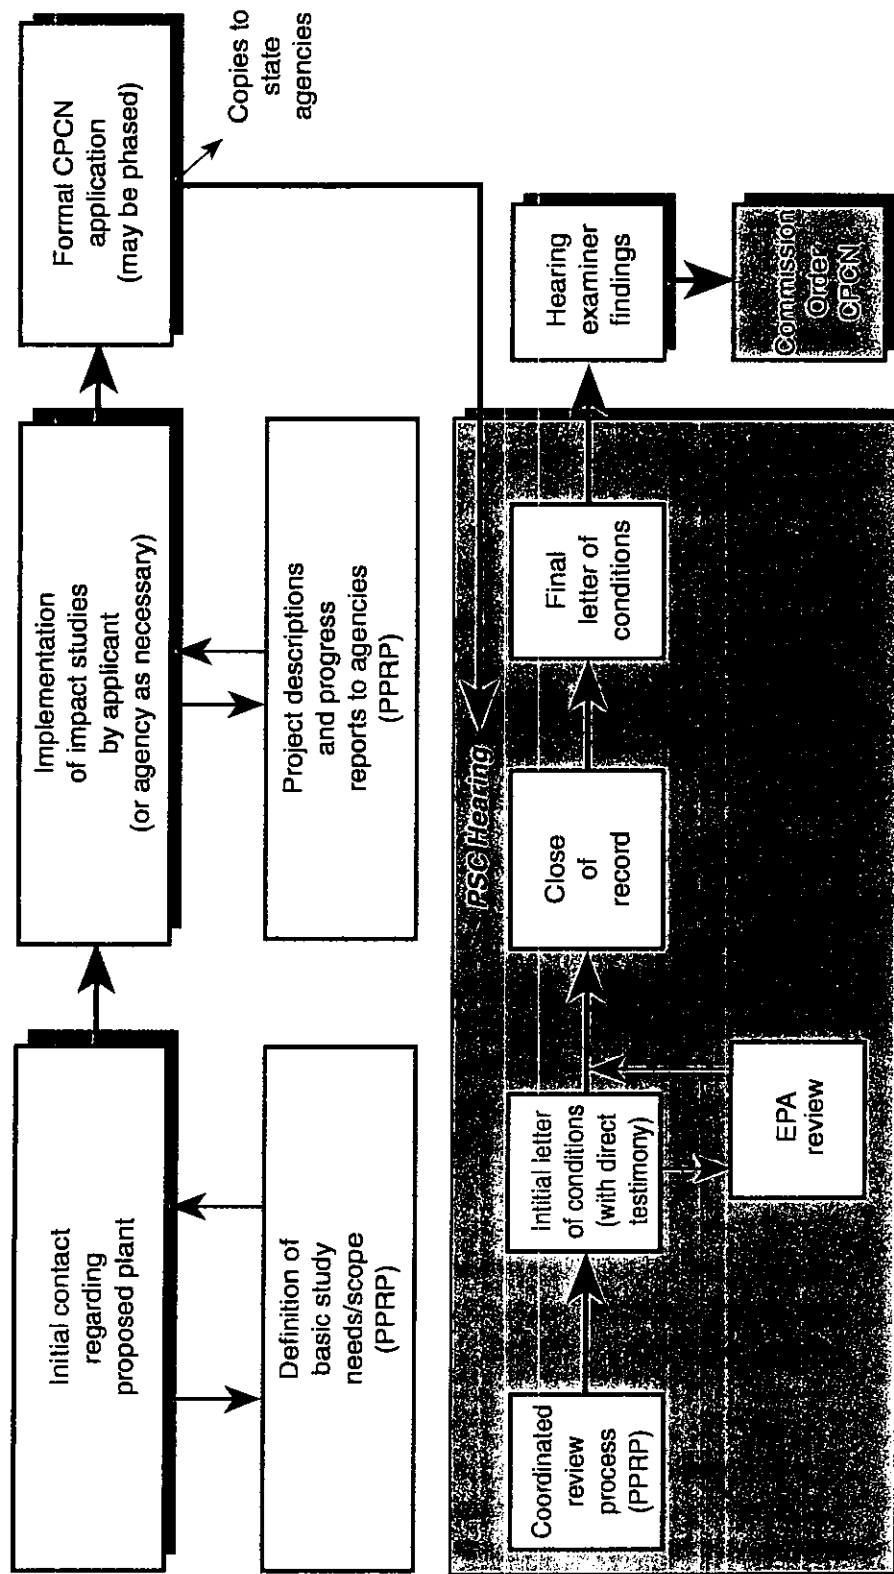 Initial contact
regarding
proposed plant
Implementation
of impact studies
by applicant
(or agency as necessary)
Formal CPCN
application
(may be phased)
Copies to
state
agencies
Definition of
basic study
needs/scope
(PPRP)
Project descriptions
and progress
reports to agencies
(PPRP)
PSC Hearing
Coordinated
review
process
(PPRP)
Intitial letter
of conditions
(with direct
testimony)
EPA
review
Close
of
record
Final
letter of
conditions
Hearing
examiner
findings
Commission
Order
CPCN